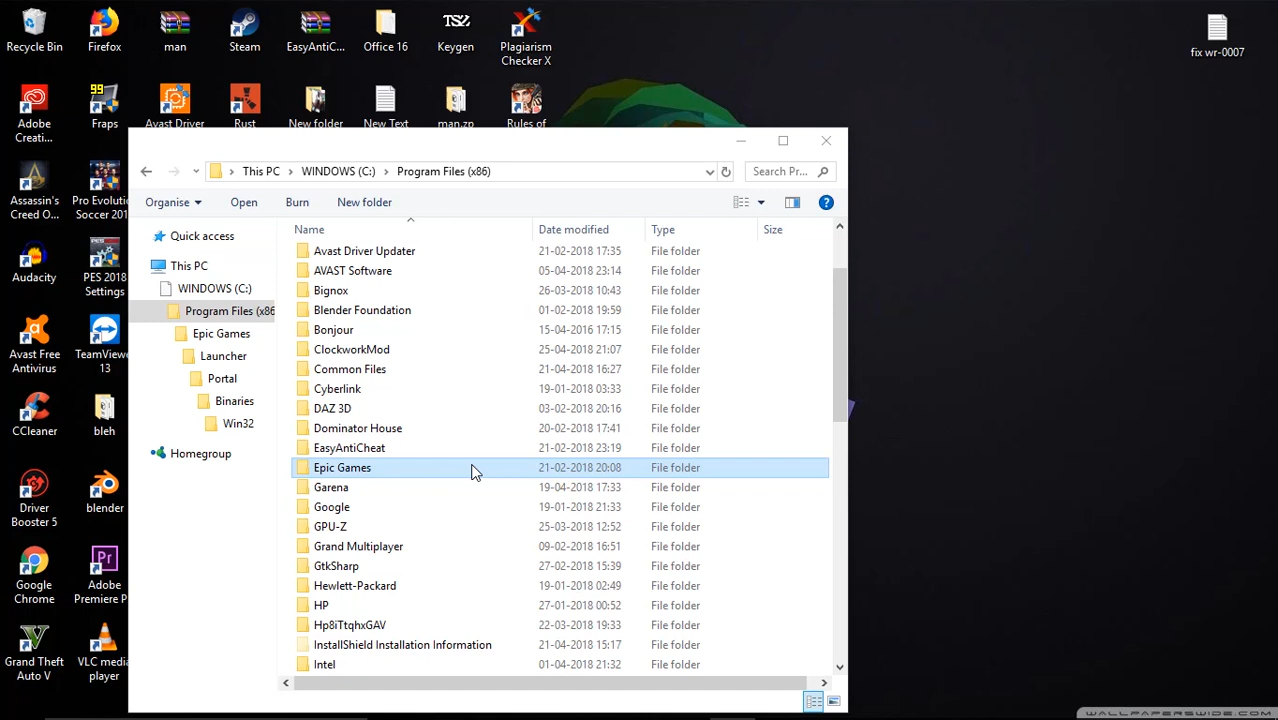 Recycle Bin
Firefox
man
Steam
EasyAntiC...
Office 16
TSZ
Keygen
Plagiarism
Checker X
fix wr-0007
Adobe
Creati...
99
Fraps
Avast Driver
Rust
New folder
New Text
man.zp
Rules of
Assassin's
Creed O...
Pro Evolution
Soccer 201
Audacity
PES 2018
Settings
Avast Free
Antivirus
TeamViewer
13
CCleaner
bleh
Driver
Booster 5
blender
Google
Chrome
Pr
Adobe
Premiere P
Grand Theft
Auto V
VLC media
player
This PC
WINDOWS (C:)
Program Files (x86)
Search Pr...
Organise
Open
Burn
New folder
Quick access
This PC
WINDOWS (C:)
Program Files (x86
Epic Games
Launcher
Portal
Binaries
Win32
Homegroup
Name Date modified Type Size
Avast Driver Updater 21-02-2018 17:35 File folder
AVAST Software 05-04-2018 23:14 File folder
Bignox 26-03-2018 10:43 File folder
Blender Foundation 01-02-2018 19:59 File folder
Bonjour 15-04-2016 17:15 File folder
ClockworkMod 25-04-2018 21:07 File folder
Common Files 21-04-2018 16:27 File folder
Cyberlink 19-01-2018 03:33 File folder
DAZ 3D 03-02-2018 20:16 File folder
Dominator House 20-02-2018 17:41 File folder
EasyAntiCheat 21-02-2018 23:19 File folder
Epic Games 21-02-2018 20:08 File folder
Garena 19-04-2018 17:33 File folder
Google 19-01-2018 21:33 File folder
GPU-Z 25-03-2018 12:52 File folder
Grand Multiplayer 09-02-2018 16:51 File folder
GtkSharp 27-02-2018 15:39 File folder
Hewlett-Packard 19-01-2018 02:49 File folder
HP 27-01-2018 00:52 File folder
Hp8iTtqhxGAV 22-03-2018 19:33 File folder
InstallShield Installation Information 21-04-2018 15:17 File folder
Intel 01-04-2018 21:32 File folder
WALLPAPERSWIDE.COM